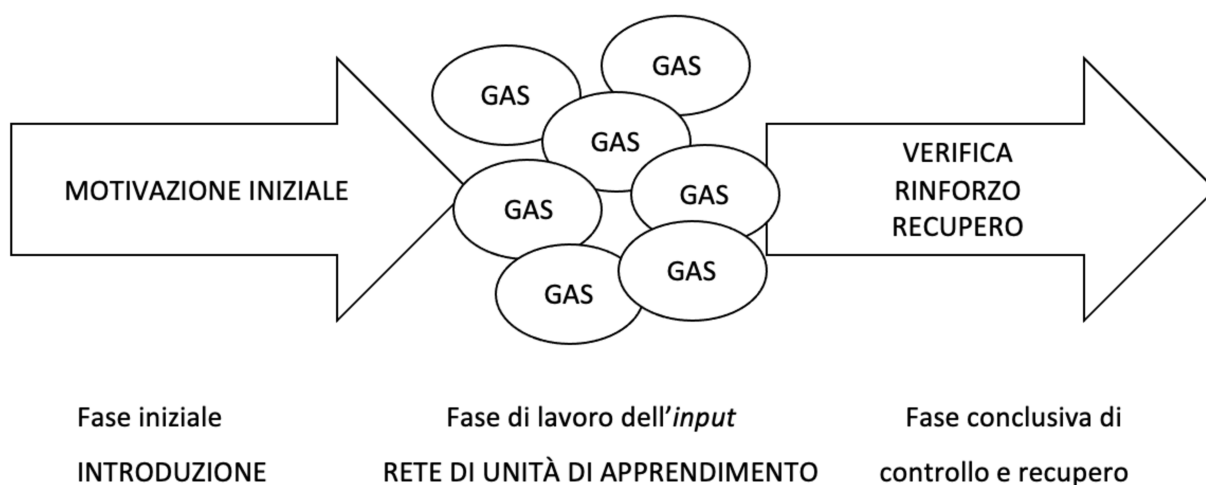 GAS
GAS
GAS
MOTIVAZIONE INIZIALE
GAS
GAS
GAS
GAS
VERIFICA
RINFORZO
RECUPERO
Fase iniziale
INTRODUZIONE
Fase di lavoro dell’input
RETE DI UNITÀ DI APPRENDIMENTO
Fase conclusiva di
controllo e recupero